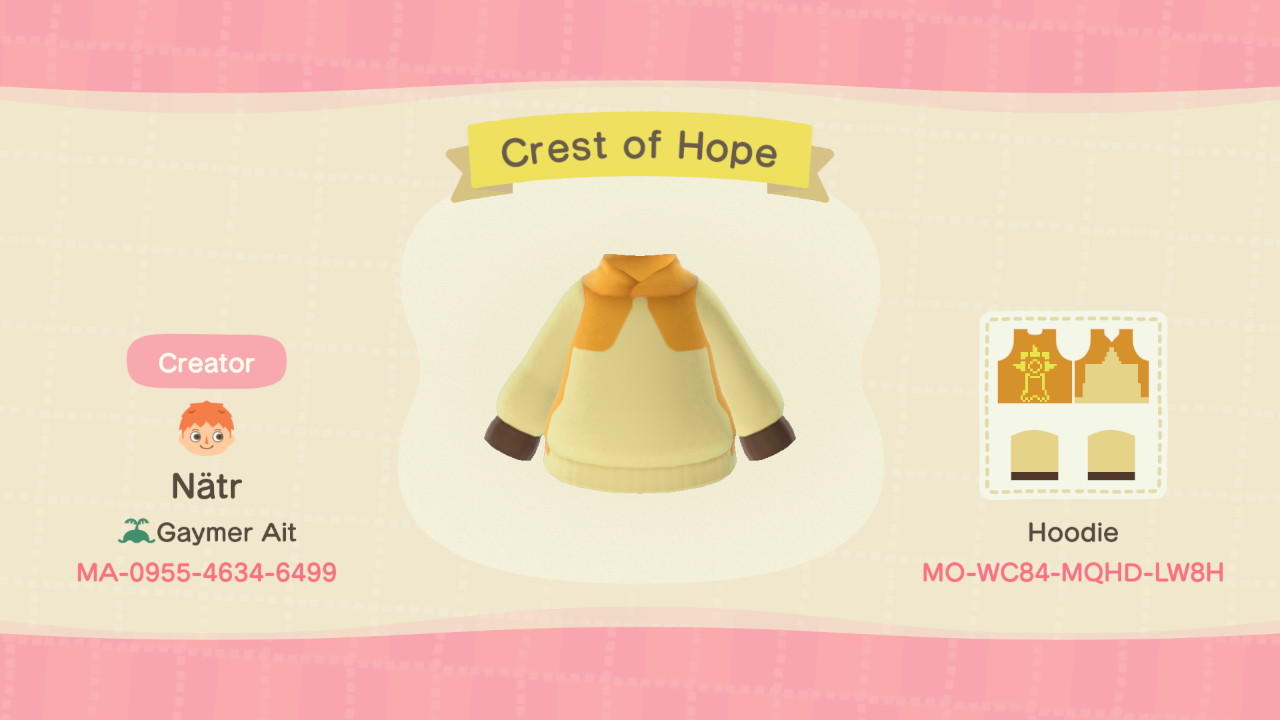 Crest of Hope
Creator
Nätr
Gaymer Ait
MA-0955-4634-6499
Hoodie
MO-WC84-MQHD-LW8H